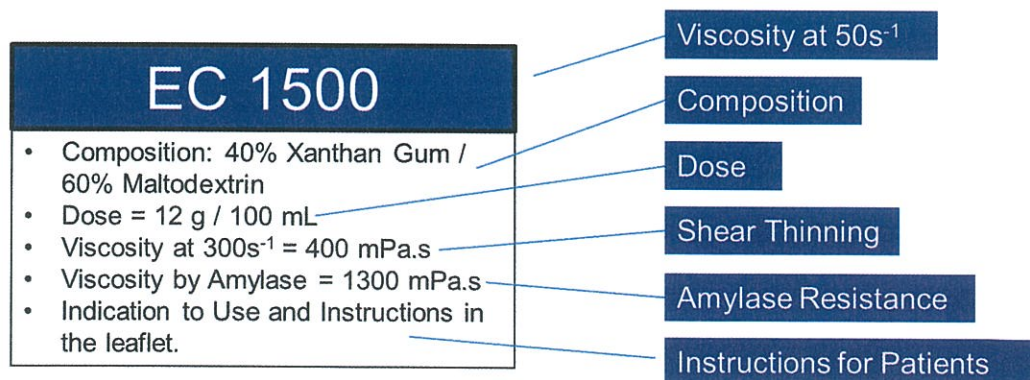 EC 1500
• Composition: 40% Xanthan Gum /
60% Maltodextrin
• Dose = 12 g / 100 mL
• Viscosity at 300s⁻¹ = 400 mPa.s
• Viscosity by Amylase = 1300 mPa.s
• Indication to Use and Instructions in
the leaflet.
Viscosity at 50s⁻¹
Composition
Dose
Shear Thinning
Amylase Resistance
Instructions for Patients